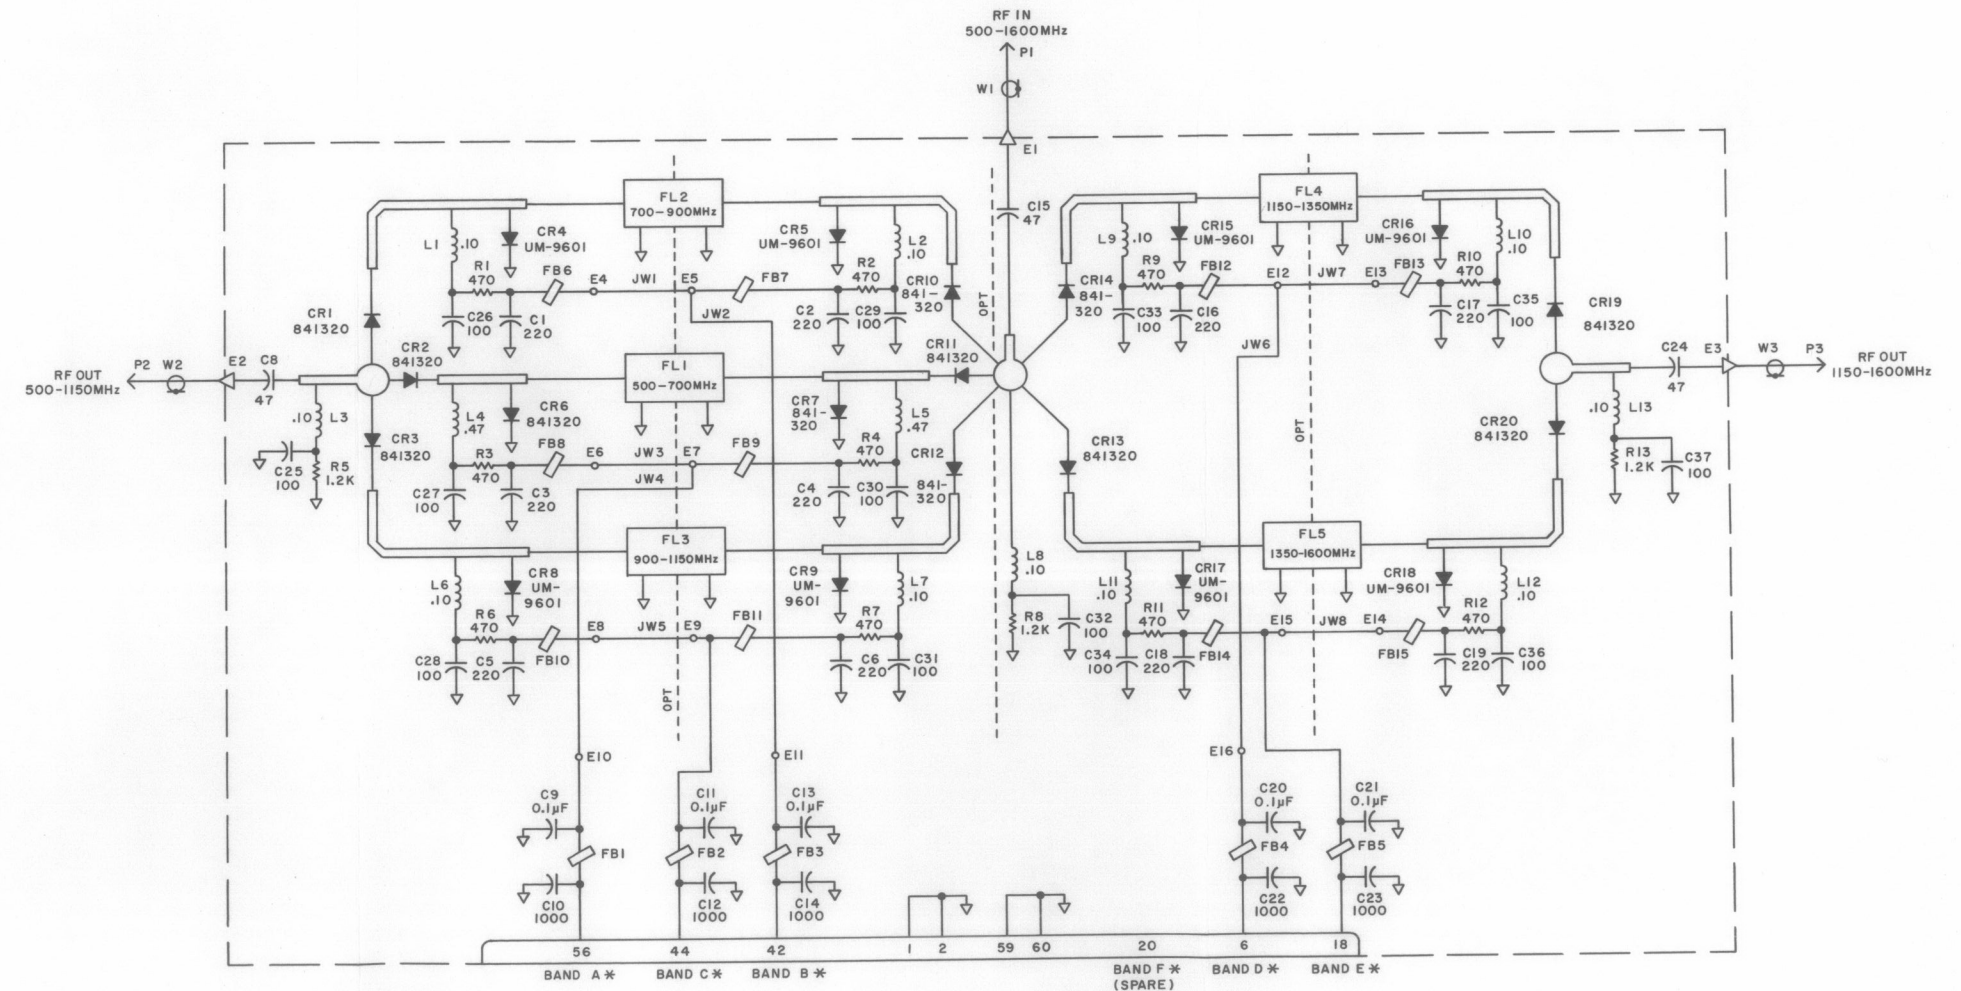 RF IN
500-1600MHz
P1
W1
E1
C15
47
OPT
FL2
700-900MHz
L1 .10
CR4
UM-9601
R1
470
FB6
E4
JW1
E5
FB7
JW2
C26
100
C1
220
CR5
UM-9601
L2
.10
R2
470
CR10
841-
320
C2
220
C29
100
CR1
841320
CR2
841320
CR3
841320
P2 W2
RF OUT
500-1150MHz
E2
C8
47
.10 L3
C25
100
R5
1.2K
FL1
500-700MHz
L4
.47
CR6
841320
R3
470
FB8
E6
JW3
E7
FB9
JW4
C27
100
C3
220
CR7
841-
320
L5
.47
R4
470
CR11
841320
CR12
841-
320
C4
220
C30
100
FL3
900-1150MHz
L6
.10
CR8
UM-
9601
R6
470
FB10
E8
JW5
E9
FB11
C28
100
C5
220
CR9
UM-
9601
L7
.10
R7
470
C6
220
C31
100
OPT
L8
.10
R8
1.2K
C32
100
FL4
1150-1350MHz
L9 .10
CR15
UM-9601
R9
470
FB12
E12
JW7
E13
FB13
CR14
841-
320
C33
100
C16
220
JW6
CR16
UM-9601
L10
.10
R10
470
C17
220
C35
100
CR19
841320
CR20
841320
C24
47
E3
W3
P3
RF OUT
1150-1600MHz
.10 L13
R13
1.2K
C37
100
OPT
CR13
841320
FL5
1350-1600MHz
L11
.10
CR17
UM-
9601
R11
470
FB14
E15
JW8
E14
FB15
C34
100
C18
220
CR18
UM-9601
L12
.10
R12
470
C19
220
C36
100
E10
E11
E16
C9
0.1µF
FB1
C10
1000
C11
0.1µF
FB2
C12
1000
C13
0.1µF
FB3
C14
1000
C20
0.1µF
FB4
C22
1000
C21
0.1µF
FB5
C23
1000
56 44 42 1 2 59 60 20 6 18
BAND A* BAND C* BAND B* BAND F* BAND D* BAND E*
(SPARE)